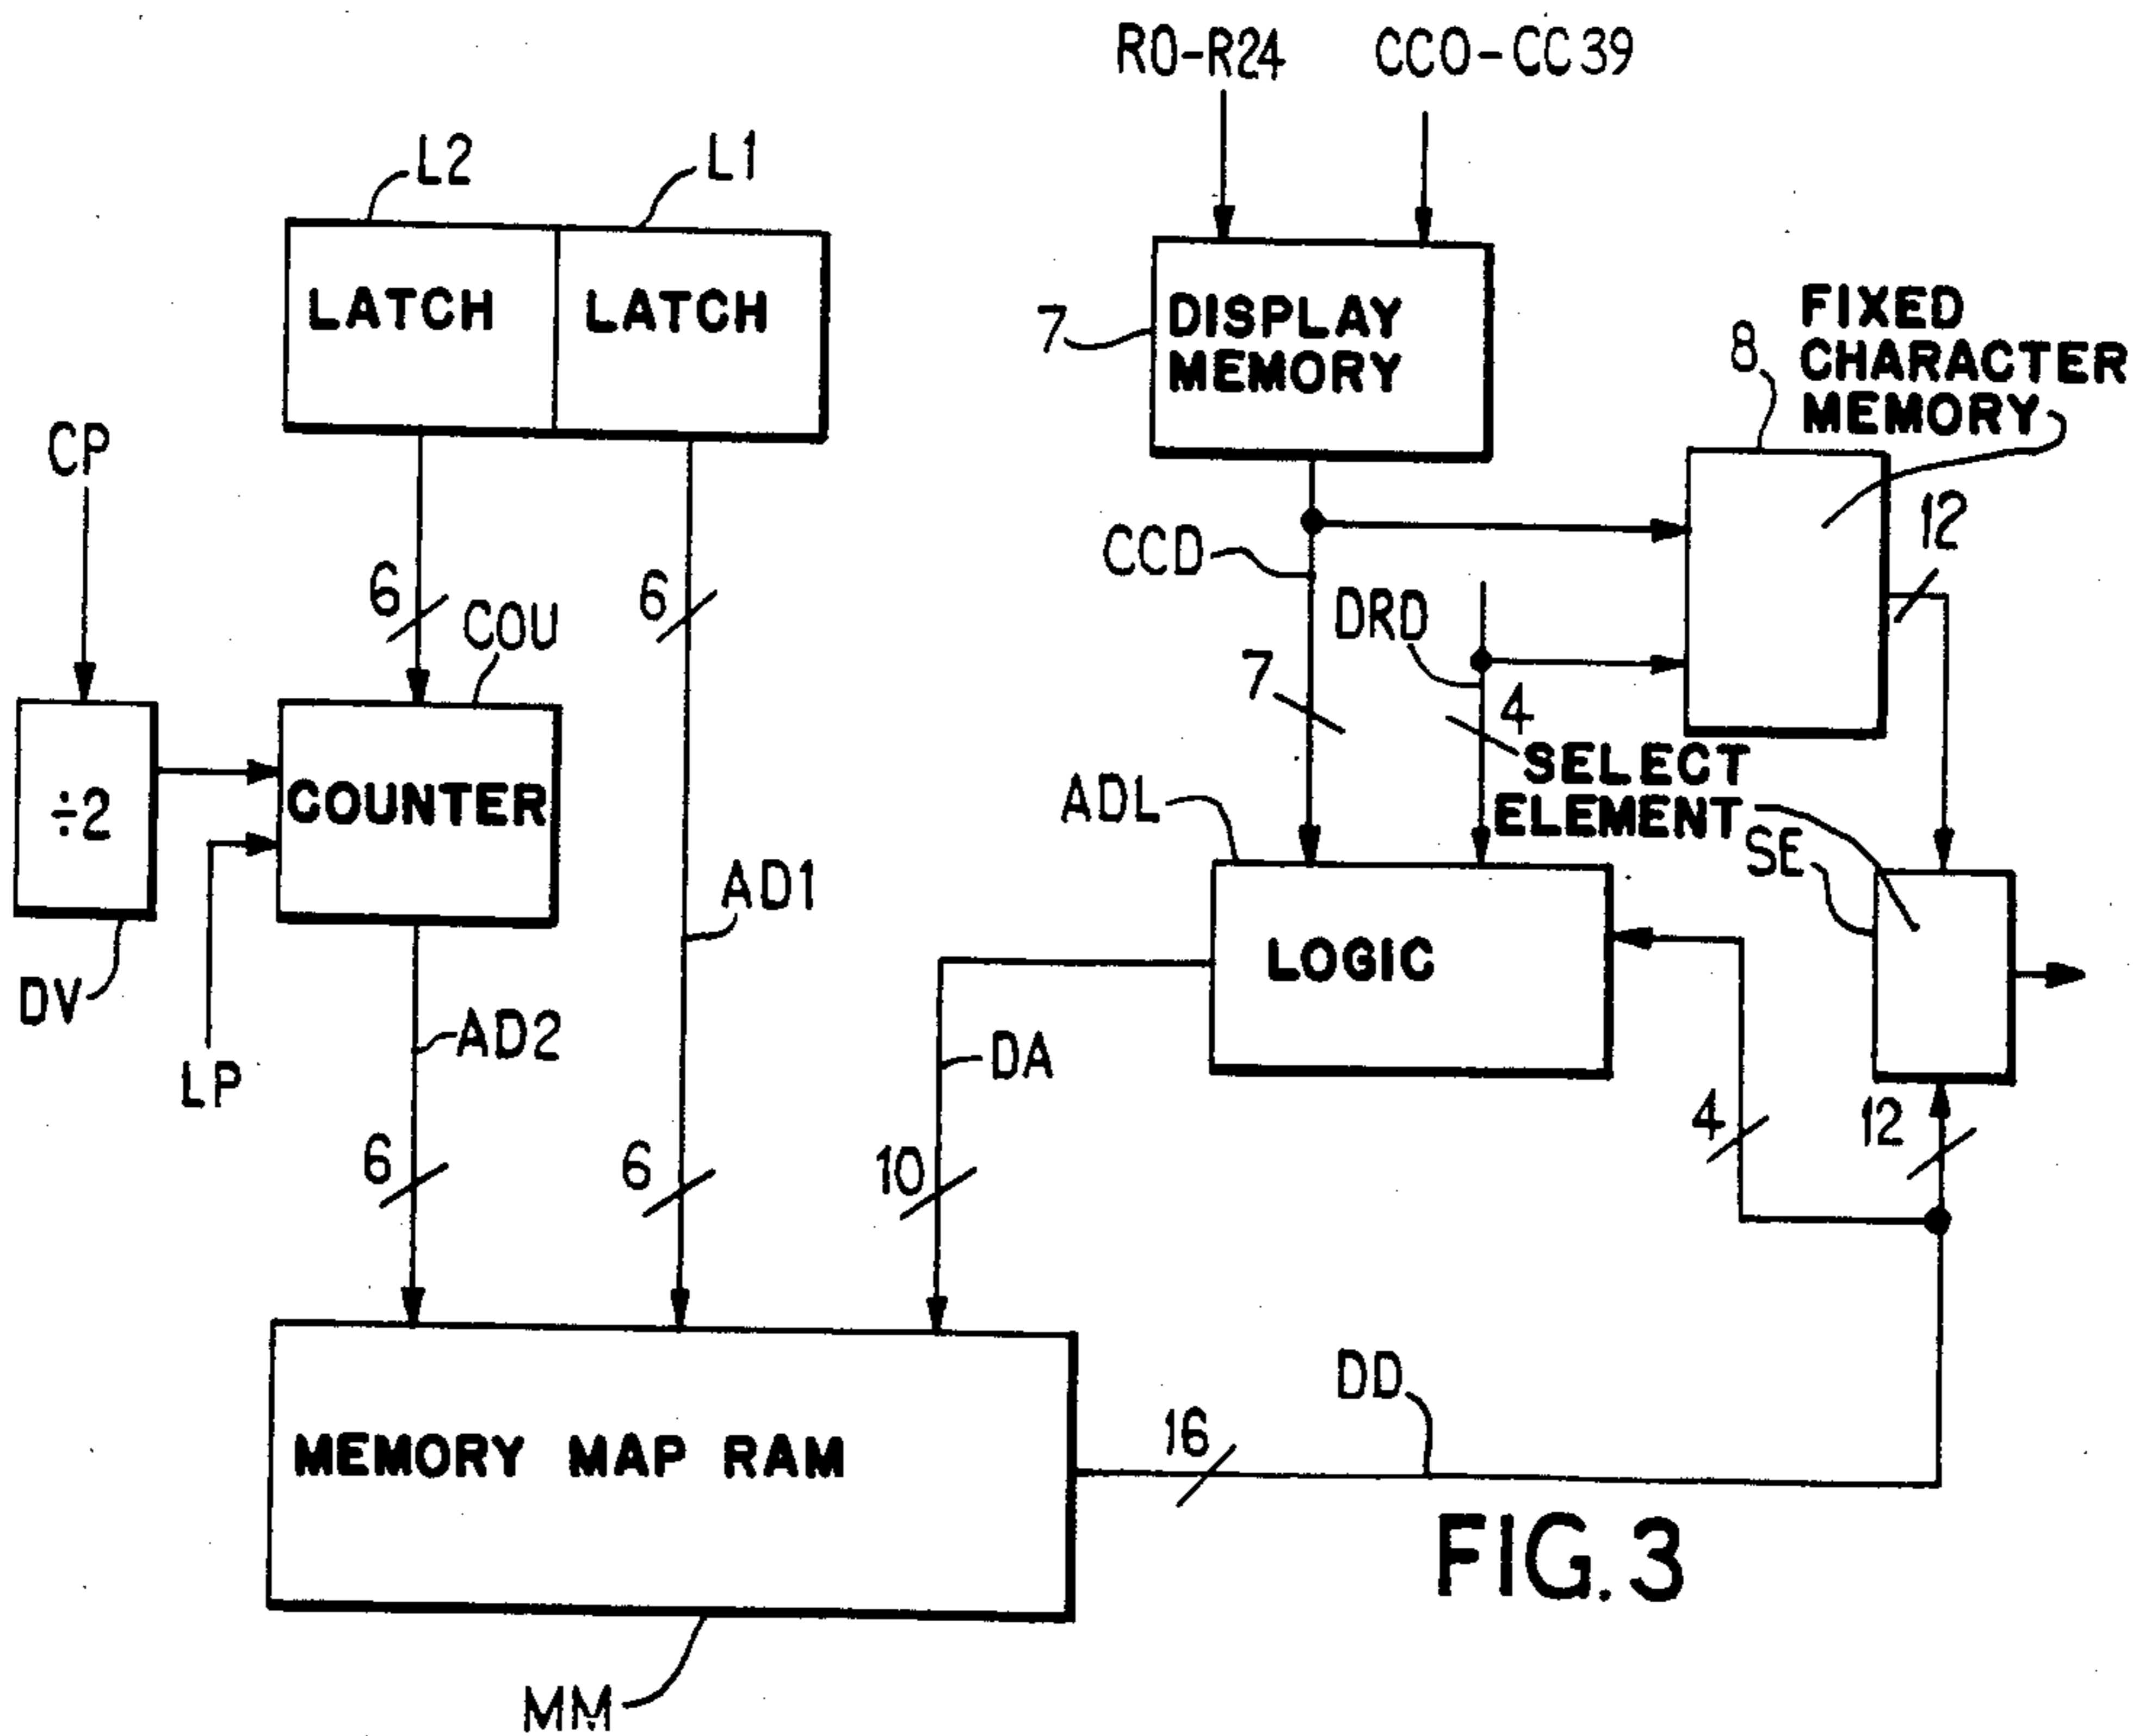 R0-R24
CC0-CC39
L2
L1
LATCH
LATCH
DISPLAY
MEMORY
7
8
FIXED
CHARACTER
MEMORY
CP
12
CCD
6
6
COU
DRD
7
4
SELECT
ELEMENT
÷2
COUNTER
ADL
SE
AD1
LOGIC
DV
AD2
LP
DA
4
12
6
6
10
DD
16
MEMORY MAP RAM
FIG.3
MM